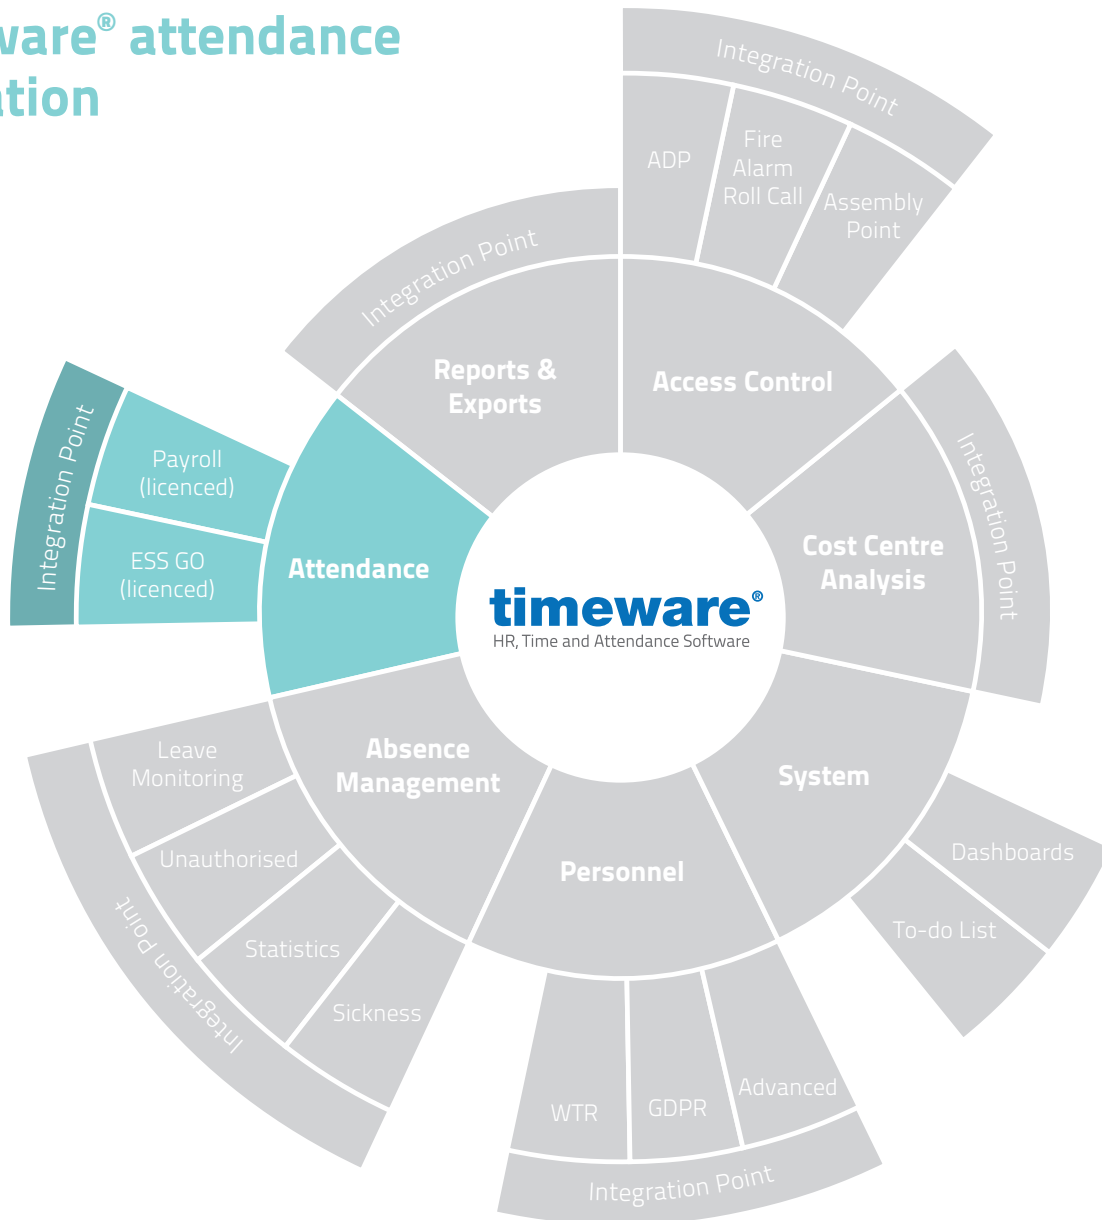 ware® attendance
ation
Integration Point
ADP
Fire
Alarm
Roll Call
Assembly
Point
Integration Point
Reports &
Exports
Access Control
Integration Point
Payroll
(licenced)
ESS GO
(licenced)
Attendance
Integration Point
Cost Centre
Analysis
timeware®
HR, Time and Attendance Software
Leave
Monitoring
Unauthorised
Statistics
Sickness
Integration Point
Absence
Management
System
Dashboards
To-do List
Personnel
WTR
GDPR
Advanced
Integration Point